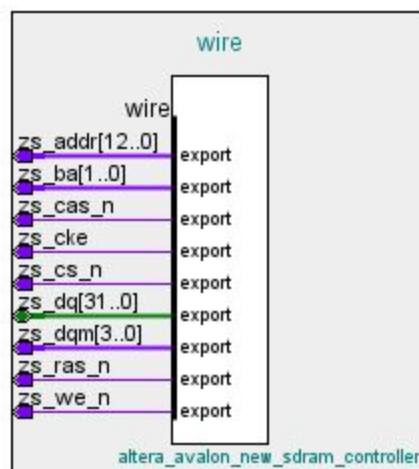 wire
wire
zs_addr[12..0] export
zs_ba[1..0] export
zs_cas_n export
zs_cke export
zs_cs_n export
zs_dq[31..0] export
zs_dqm[3..0] export
zs_ras_n export
zs_we_n export
altera_avalon_new_sdram_controller